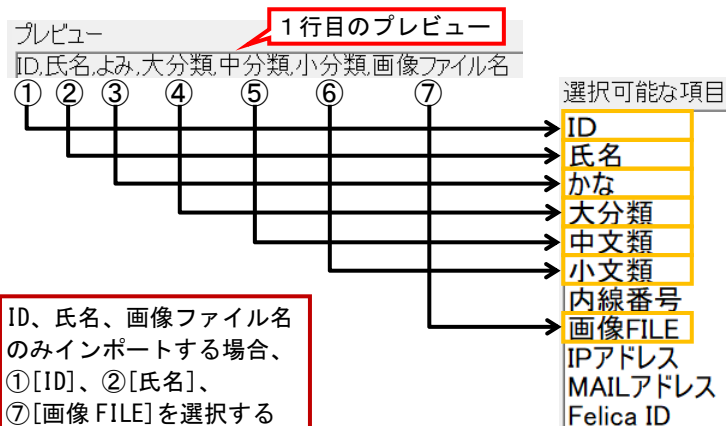 プレビュー
1行目のプレビュー
ID,氏名,よみ,大分類,中分類,小分類,画像ファイル名
① ② ③ ④ ⑤ ⑥ ⑦
選択可能な項目
ID
氏名
かな
大分類
中文類
小文類
内線番号
画像FILE
IPアドレス
MAILアドレス
Felica ID
ID、氏名、画像ファイル名
のみインポートする場合、
①[ID]、②[氏名]、
⑦[画像 FILE]を選択する